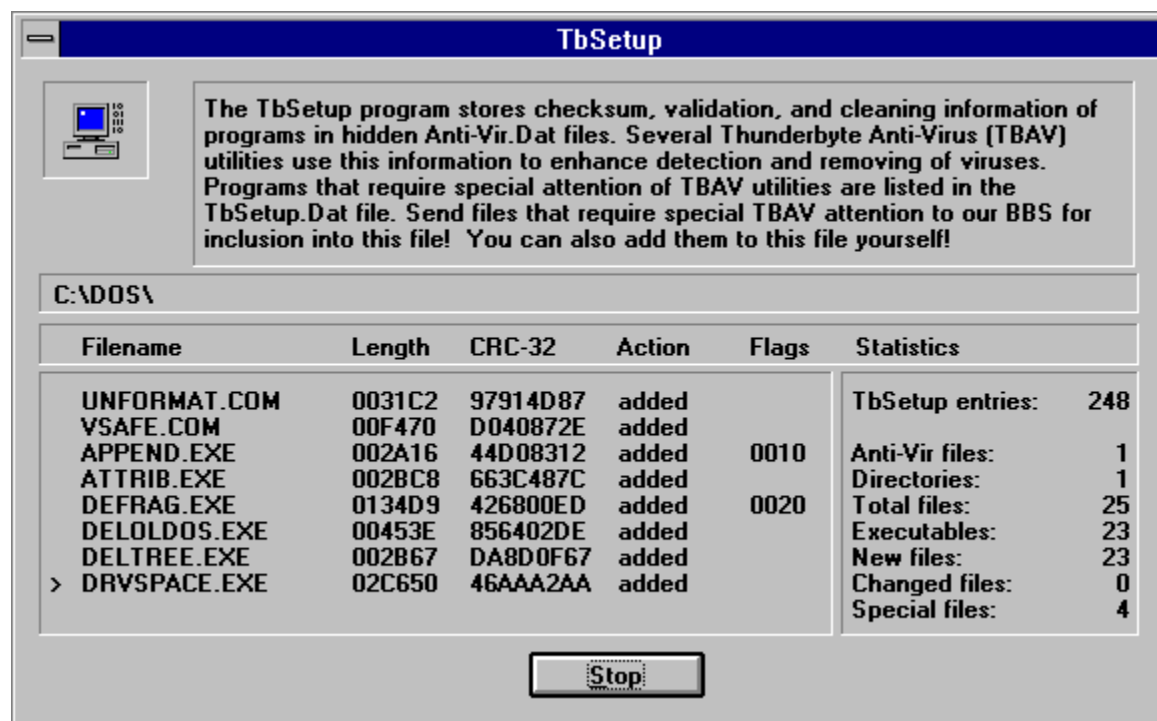 TbSetup
The TbSetup program stores checksum, validation, and cleaning information of
programs in hidden Anti-Vir.Dat files. Several Thunderbyte Anti-Virus (TBAV)
utilities use this information to enhance detection and removing of viruses.
Programs that require special attention of TBAV utilities are listed in the
TbSetup.Dat file. Send files that require special TBAV attention to our BBS for
inclusion into this file!  You can also add them to this file yourself!
C:\DOS\
Filename Length CRC-32 Action Flags Statistics
UNFORMAT.COM 0031C2 97914D87 added TbSetup entries: 248
VSAFE.COM 00F470 D040872E added
APPEND.EXE 002A16 44D08312 added 0010 Anti-Vir files: 1
ATTRIB.EXE 002BC8 663C487C added Directories: 1
DEFRAG.EXE 0134D9 426800ED added 0020 Total files: 25
DELOLDOS.EXE 00453E 856402DE added Executables: 23
DELTREE.EXE 002B67 DA8D0F67 added New files: 23
> DRVSPACE.EXE 02C650 46AAA2AA added Changed files: 0
Special files: 4
Stop